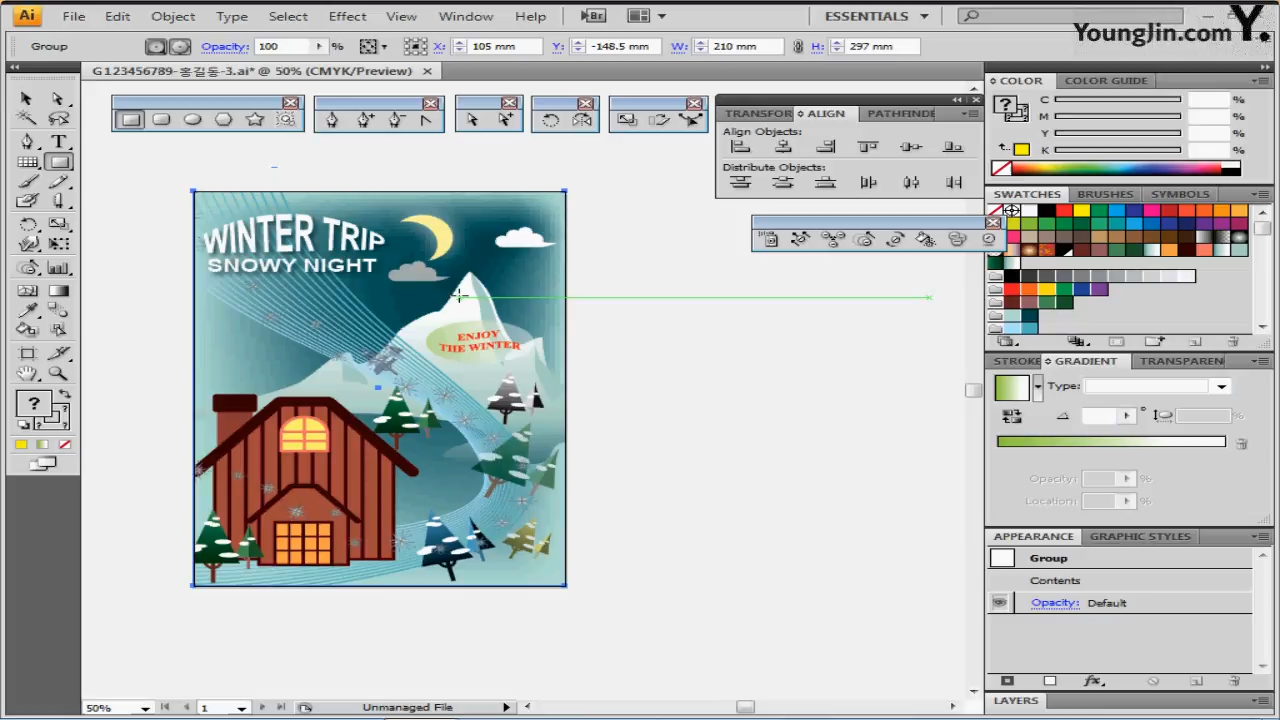 Ai File Edit Object Type Select Effect View Window Help Br ESSENTIALS
YoungJin.com Y.
Group Opacity: 100 % X: 105 mm Y: -148.5 mm W: 210 mm H: 297 mm
G123456789-홍길동-3.ai* @ 50% (CMYK/Preview)
COLOR COLOR GUIDE
C %
M %
Y %
K %
TRANSFOR ALIGN PATHFINDE
Align Objects:
Distribute Objects:
SWATCHES BRUSHES SYMBOLS
WINTER TRIP
SNOWY NIGHT
ENJOY
THE WINTER
STROKE GRADIENT TRANSPAREN
Type:
Opacity: %
Location: %
APPEARANCE GRAPHIC STYLES
Group
Contents
Opacity: Default
fx
LAYERS
50% 1 Unmanaged File